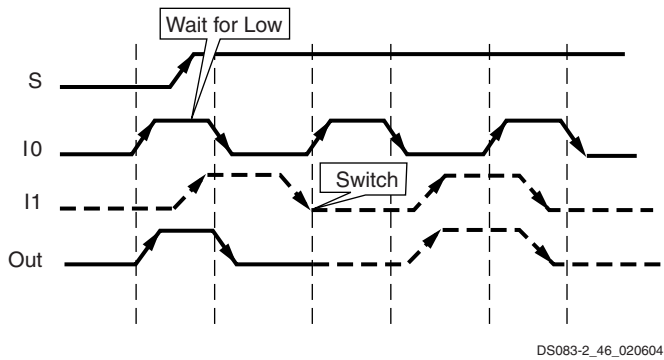 Wait for Low
S
I0
I1
Switch
Out
DS083-2_46_020604